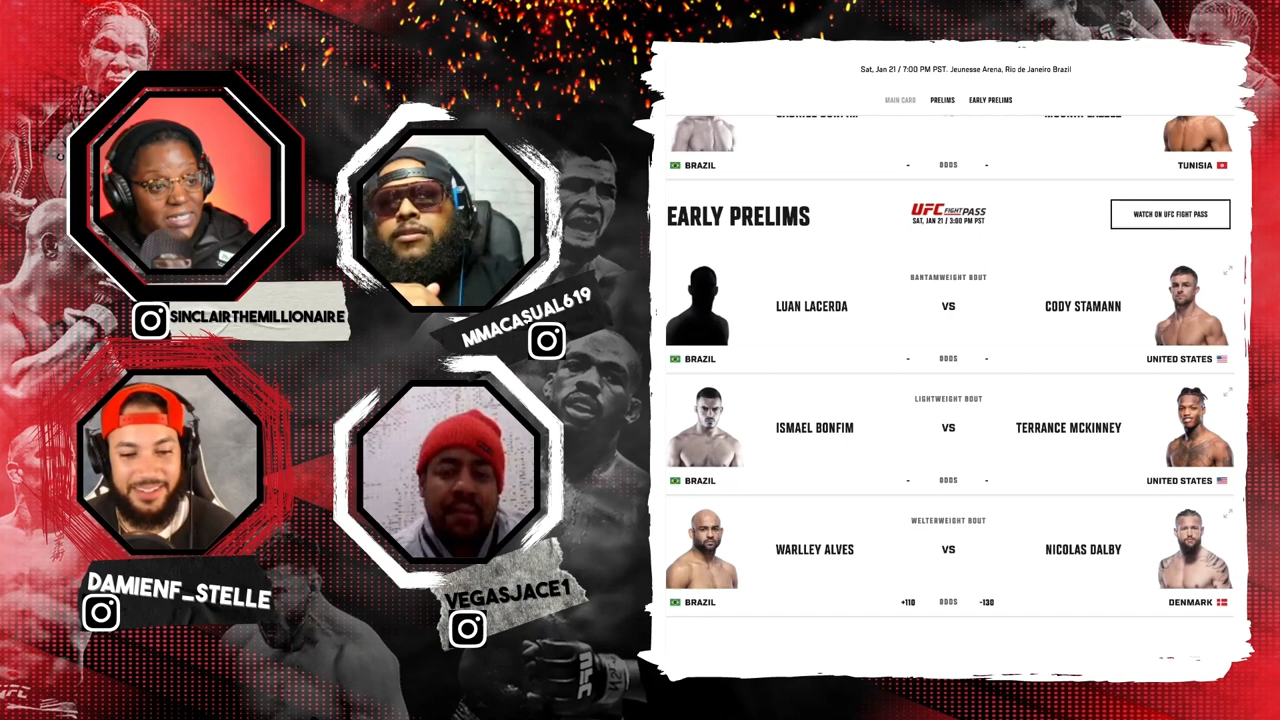 SINCLAIRTHEMILLIONAIRE
MMACASUAL619
DAMIENF_STELLE
VEGASJACE1
Sat, Jan 21 / 7:00 PM PST. Jeunesse Arena, Rio de Janeiro Brazil
MAIN CARD PRELIMS EARLY PRELIMS
BRAZIL - ODDS - TUNISIA
EARLY PRELIMS
UFC FIGHT PASS
SAT, JAN 21 / 3:00 PM PST
WATCH ON UFC FIGHT PASS
BANTAMWEIGHT BOUT
LUAN LACERDA VS CODY STAMANN
BRAZIL - ODDS - UNITED STATES
LIGHTWEIGHT BOUT
ISMAEL BONFIM VS TERRANCE MCKINNEY
BRAZIL - ODDS - UNITED STATES
WELTERWEIGHT BOUT
WARLLEY ALVES VS NICOLAS DALBY
BRAZIL +110 ODDS -130 DENMARK
UFC
UFC